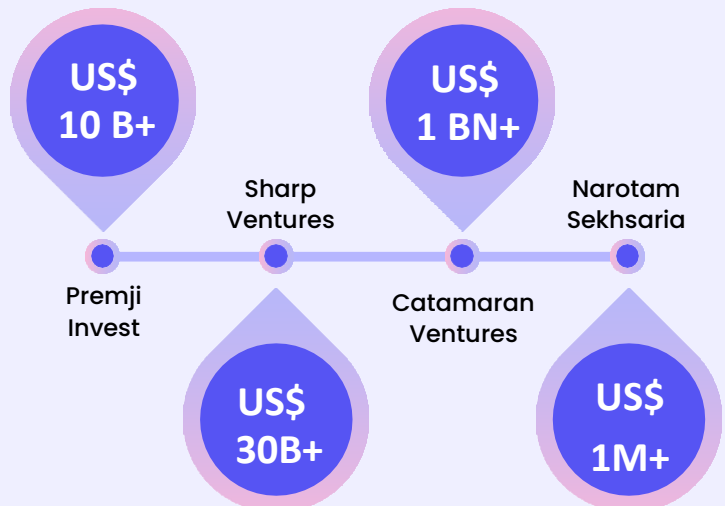 US$
10 B+
Premji
Invest
Sharp
Ventures
US$
30B+
US$
1 BN+
Catamaran
Ventures
Narotam
Sekhsaria
US$
1M+